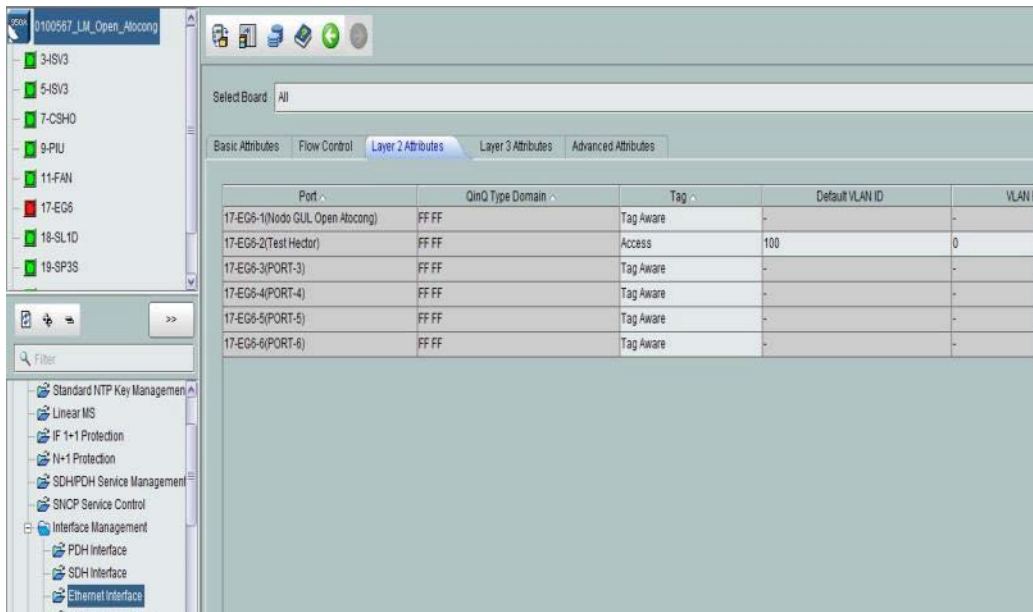 950A 0100567_LM_Open_Atocong
3-ISV3
5-ISV3
7-CSHO
9-PIU
11-FAN
17-EG6
18-SL1D
19-SP3S
>>
Filter
Standard NTP Key Managemen
Linear MS
IF 1+1 Protection
N+1 Protection
SDH/PDH Service Management
SNCP Service Control
Interface Management
PDH Interface
SDH Interface
Ethernet Interface
Select Board All
Basic Attributes Flow Control Layer 2 Attributes Layer 3 Attributes Advanced Attributes
Port QinQ Type Domain Tag Default VLAN ID VLAN
17-EG6-1(Nodo GUL Open Atocong) FF FF Tag Aware - -
17-EG6-2(Test Hector) FF FF Access 100 0
17-EG6-3(PORT-3) FF FF Tag Aware - -
17-EG6-4(PORT-4) FF FF Tag Aware - -
17-EG6-5(PORT-5) FF FF Tag Aware - -
17-EG6-6(PORT-6) FF FF Tag Aware - -